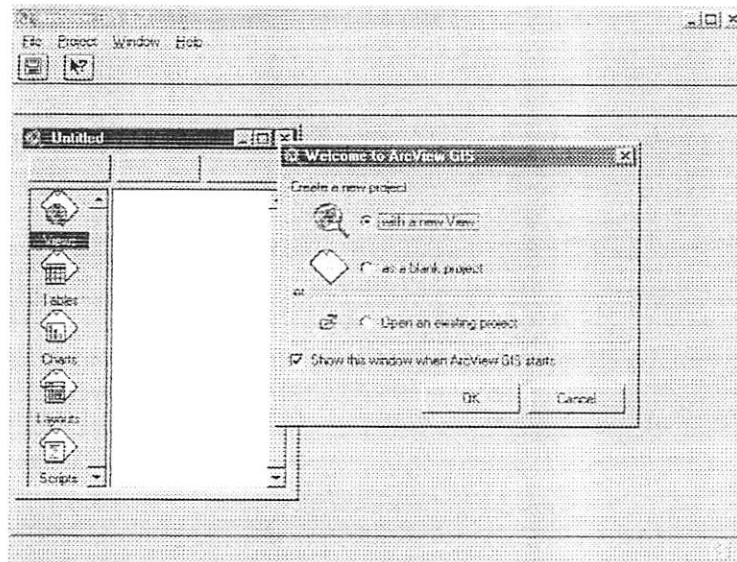 File Project Window Help
Untitled
Views
Tables
Charts
Layouts
Scripts
Welcome to ArcView GIS
Create a new project
with a new View
as a blank project
or
Open an existing project
Show this window when ArcView GIS starts
OK Cancel